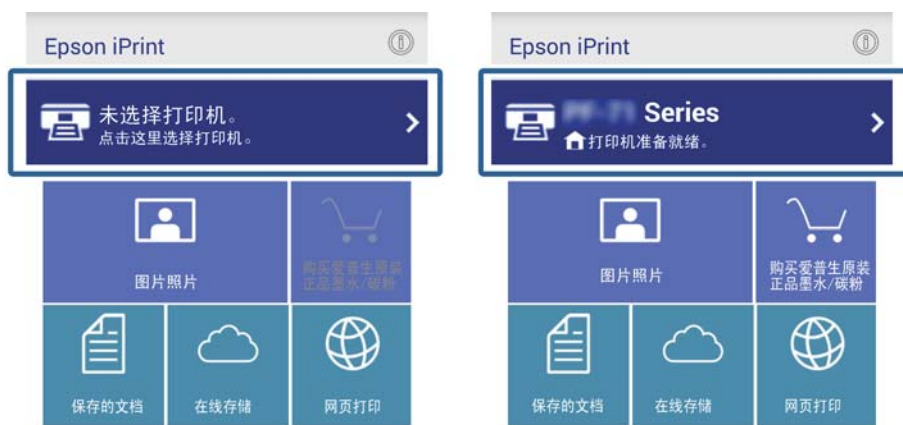 Epson iPrint
未选择打印机。
点击这里选择打印机。
图片照片
购买爱普生原装
正品墨水/碳粉
保存的文档
在线存储
网页打印
Epson iPrint
Series
打印机准备就绪。
图片照片
购买爱普生原装
正品墨水/碳粉
保存的文档
在线存储
网页打印